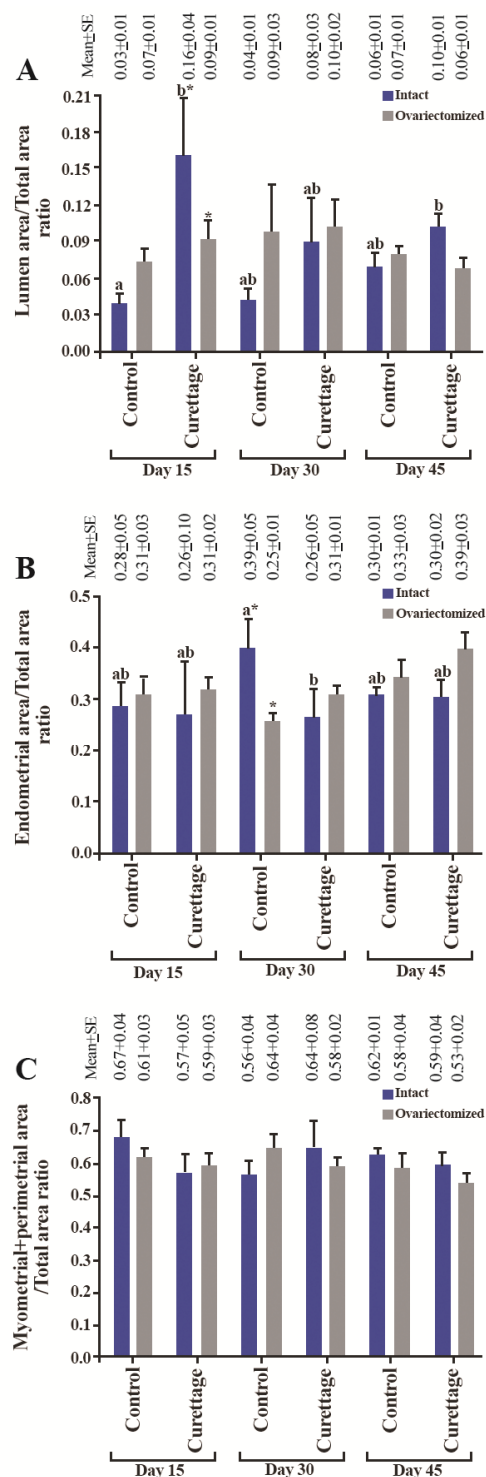 Mean±SE
0.03±0.01
0.07±0.01
0.16±0.04
0.09±0.01
0.04±0.01
0.09±0.03
0.08±0.03
0.10±0.02
0.06±0.01
0.07±0.01
0.10±0.01
0.06±0.01
A
Lumen area/Total area
ratio
0.21
0.18
0.15
0.12
0.09
0.06
0.03
0.00
Intact
Ovariectomized
a
b*
*
ab
ab
ab
b
Control
Curettage
Control
Curettage
Control
Curettage
Day 15
Day 30
Day 45
Mean±SE
0.28±0.05
0.31±0.03
0.26±0.10
0.31±0.02
0.39±0.05
0.25±0.01
0.26±0.05
0.31±0.01
0.30±0.01
0.33±0.03
0.30±0.02
0.39±0.03
B
Endometrial area/Total area
ratio
0.5
0.4
0.3
0.2
0.1
0.0
Intact
Ovariectomized
ab
ab
a*
*
b
ab
ab
Control
Curettage
Control
Curettage
Control
Curettage
Day 15
Day 30
Day 45
Mean±SE
0.67+0.04
0.61+0.03
0.57+0.05
0.59+0.03
0.56+0.04
0.64+0.04
0.64+0.08
0.58+0.02
0.62+0.01
0.58+0.04
0.59+0.04
0.53+0.02
C
Myometrial+perimetrial area
/Total area ratio
0.8
0.7
0.6
0.5
0.4
0.3
0.2
0.1
0.0
Intact
Ovariectomized
Control
Curettage
Control
Curettage
Control
Curettage
Day 15
Day 30
Day 45